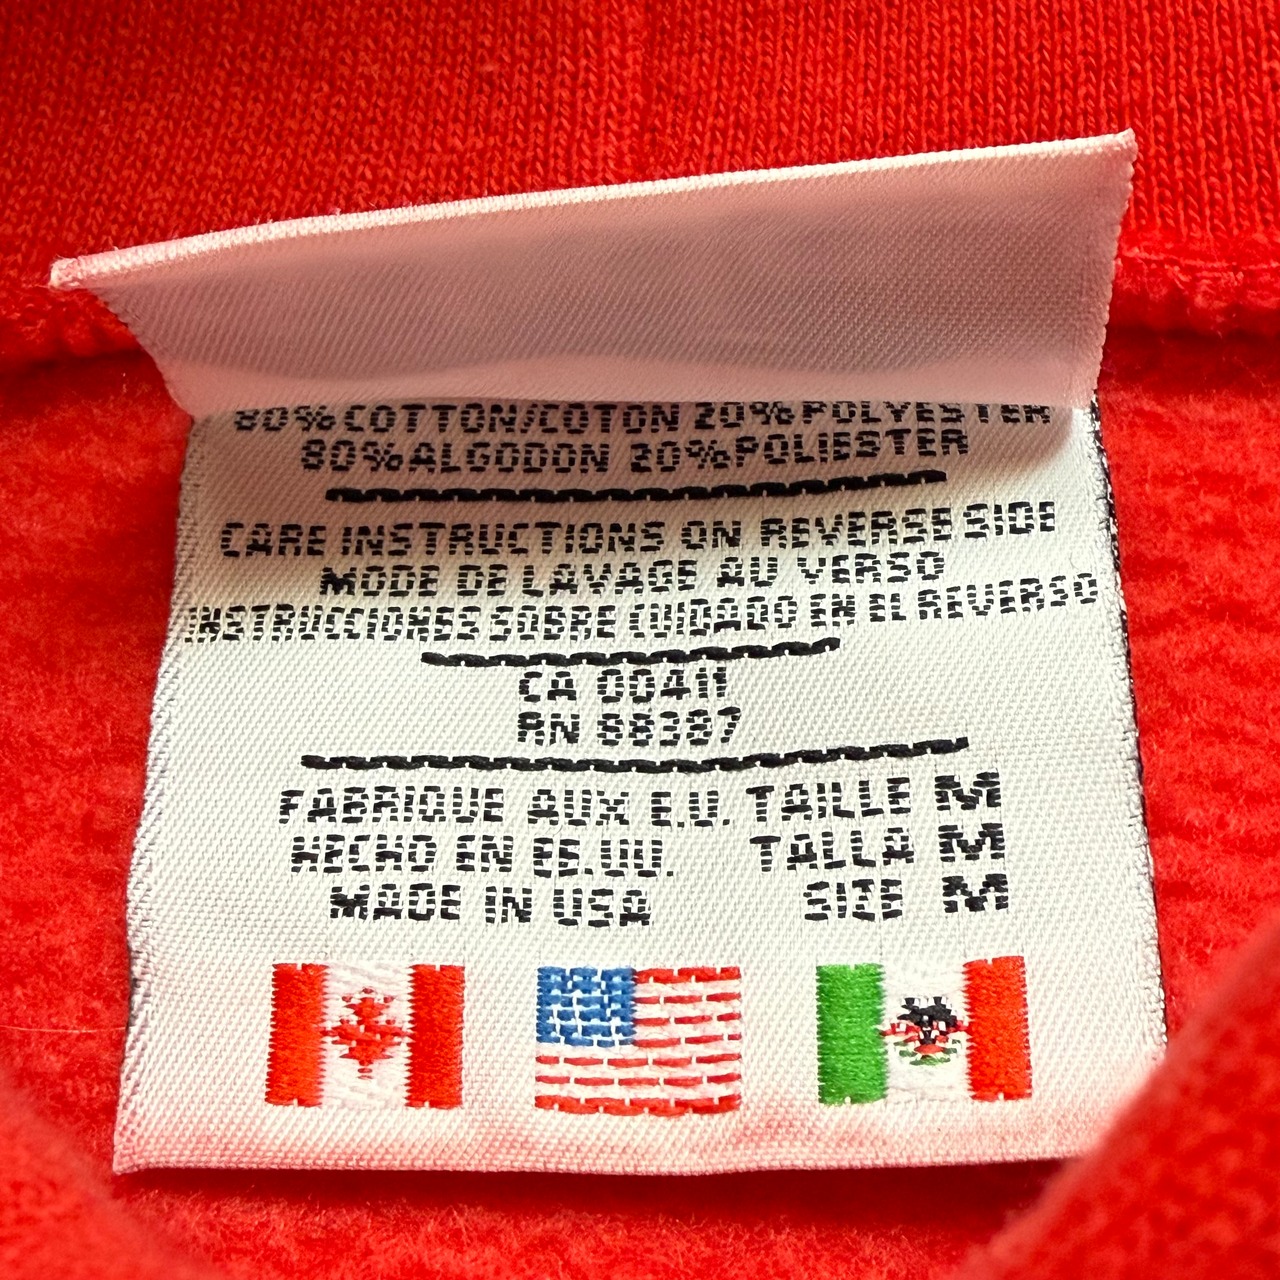 80% COTTON/COTON 20% POLYESTER
80% ALGODON 20% POLIESTER
CARE INSTRUCTIONS ON REVERSE SIDE
MODE DE LAVAGE AU VERSO
INSTRUCCIONES SOBRE CUIDADO EN EL REVERSO
CA 00411
RN 88387
FABRIQUE AUX E.U. TAILLE M
HECHO EN EE.UU. TALLA M
MADE IN USA SIZE M